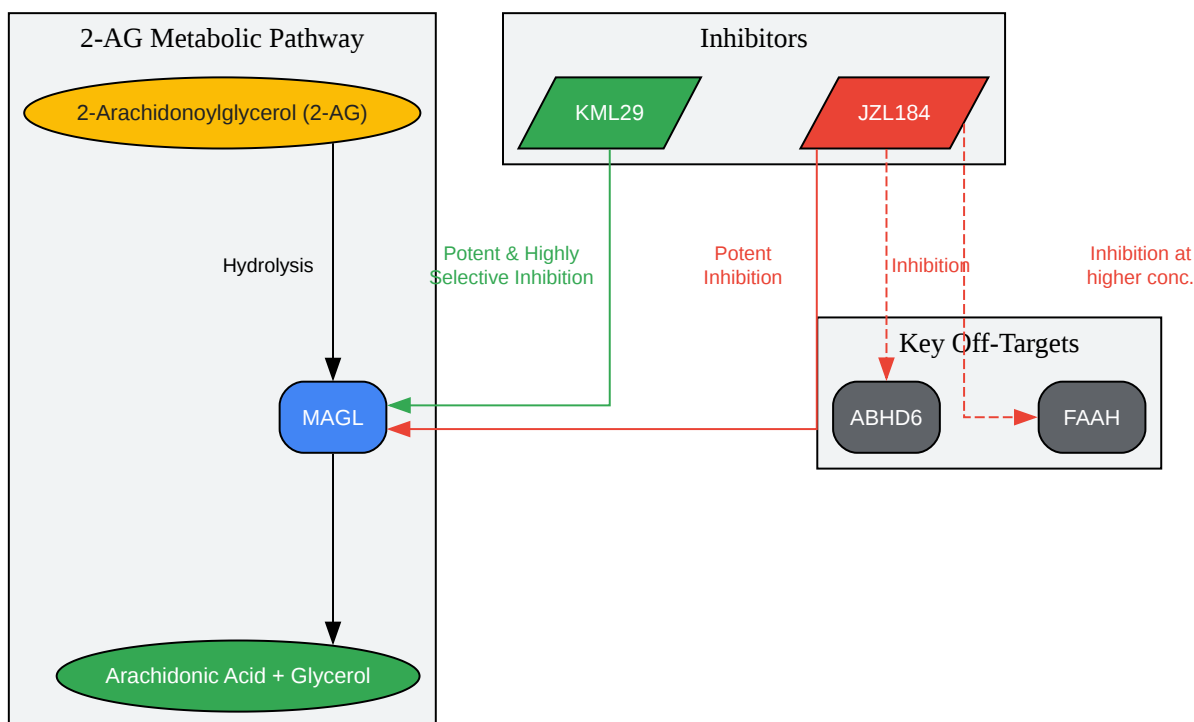 2-AG Metabolic Pathway
Inhibitors
2-Arachidonoylglycerol (2-AG)
KML29
JZL184
Hydrolysis
Potent & Highly
Selective Inhibition
Potent
Inhibition
Inhibition
Inhibition at
higher conc.
Key Off-Targets
MAGL
ABHD6
FAAH
Arachidonic Acid + Glycerol